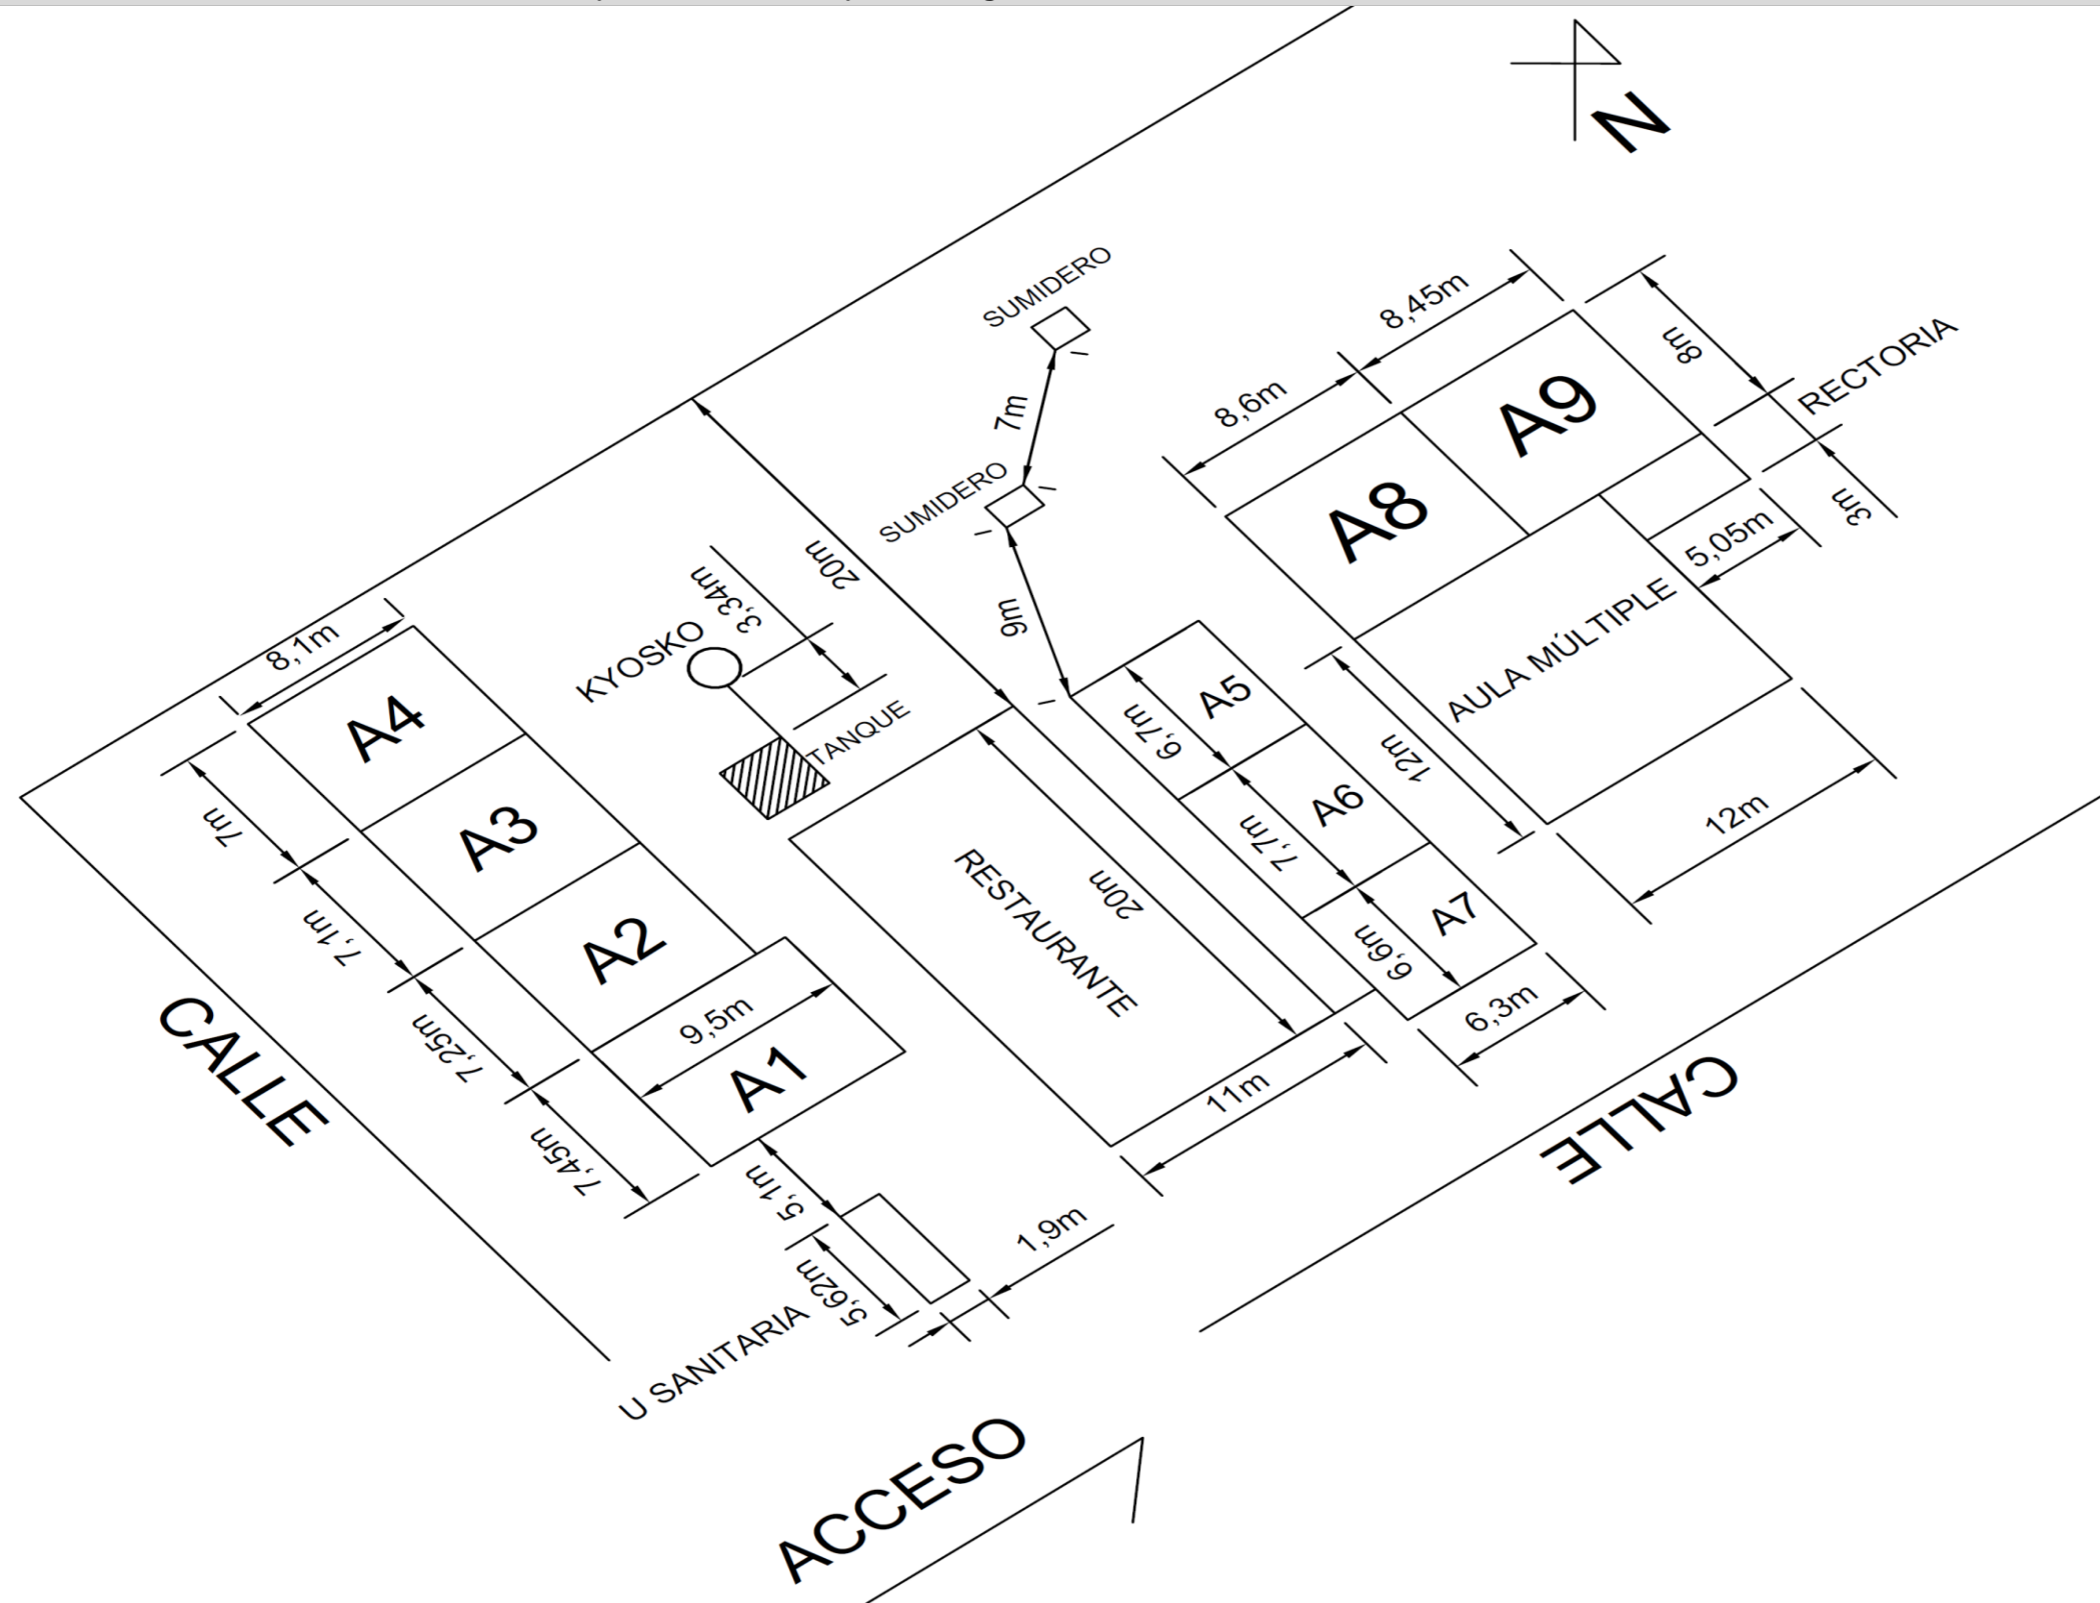 N
SUMIDERO
8,45m
8m
RECTORIA
8,6m
7m
A9
SUMIDERO
A8
3m
5,05m
20m
3,34m
9m
KYOSKO
8,1m
AULA MÚLTIPLE
A4
TANQUE
A5
6,7m
12m
A6
12m
7m
A3
7,7m
RESTAURANTE
20m
A7
6,6m
7,1m
A2
9,5m
6,3m
CALLE
7,25m
A1
11m
CALLE
7,45m
5,1m
1,9m
5,62m
U SANITARIA
ACCESO